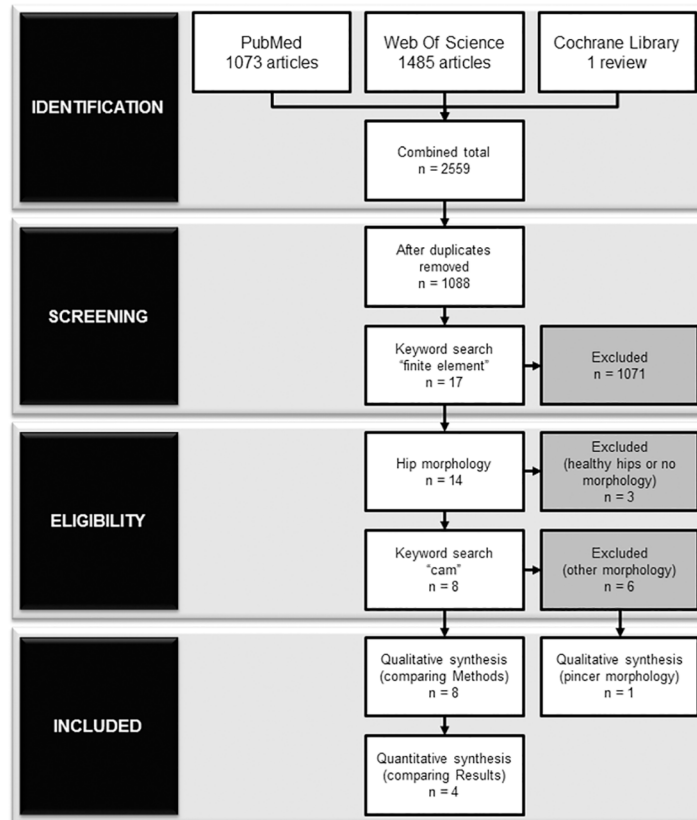 IDENTIFICATION
PubMed
1073 articles
Web Of Science
1485 articles
Cochrane Library
1 review
Combined total
n = 2559
SCREENING
After duplicates
removed
n = 1088
Keyword search
“finite element”
n = 17
Excluded
n = 1071
ELIGIBILITY
Hip morphology
n = 14
Excluded
(healthy hips or no
morphology)
n = 3
Keyword search
“cam”
n = 8
Excluded
(other morphology)
n = 6
INCLUDED
Qualitative synthesis
(comparing Methods)
n = 8
Qualitative synthesis
(pincer morphology)
n = 1
Quantitative synthesis
(comparing Results)
n = 4